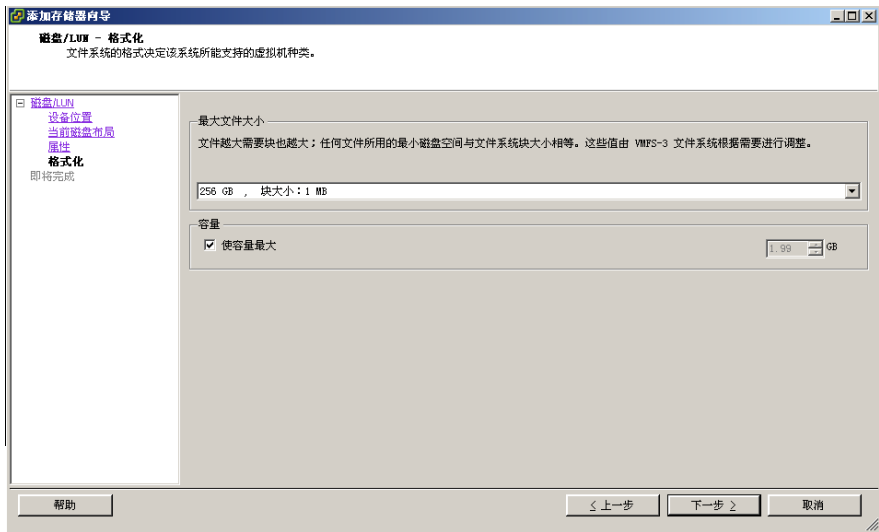 添加存储器向导
磁盘/LUN - 格式化
文件系统的格式决定该系统所能支持的虚拟机种类。
磁盘/LUN
设备位置
当前磁盘布局
属性
格式化
即将完成
最大文件大小
文件越大需要块也越大；任何文件所用的最小磁盘空间与文件系统块大小相等。这些值由 VMFS-3 文件系统根据需要进行调整。
256 GB , 块大小：1 MB
容量
使容量最大
1.99 GB
帮助
< 上一步
下一步 >
取消